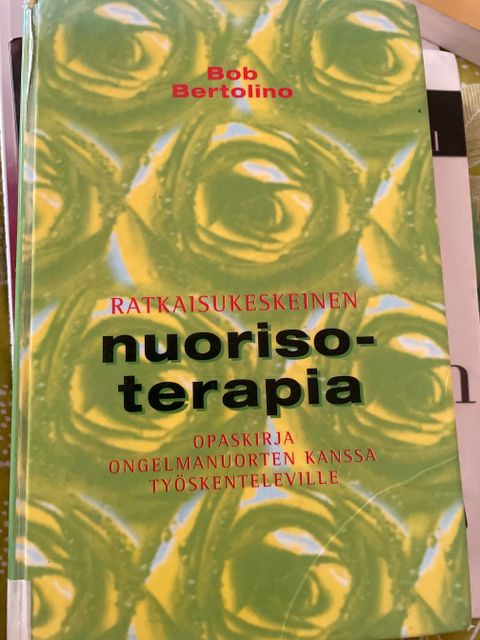 Bob
Bertolino
RATKAISUKESKEINEN
nuoriso-
terapia
OPASKIRJA
ONGELMANUORTEN KANSSA
TYÖSKENTELEVILLE